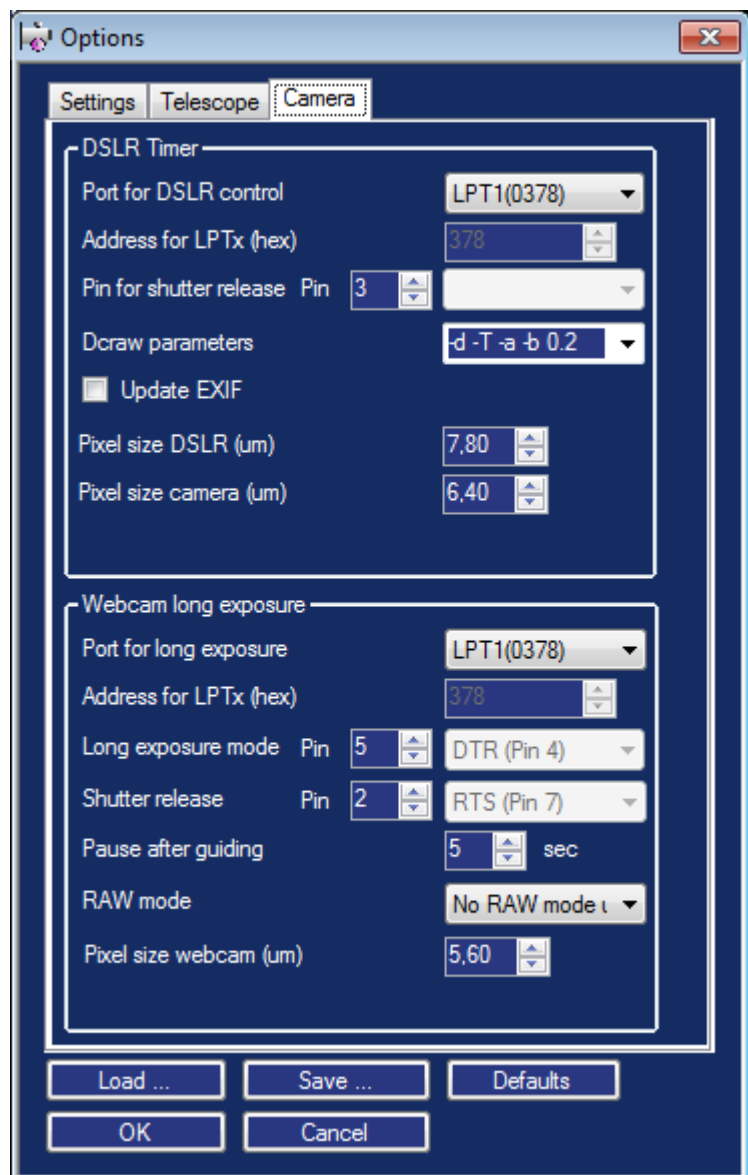 Options
Settings Telescope Camera
DSLR Timer
Port for DSLR control LPT1(0378)
Address for LPTx (hex) 378
Pin for shutter release Pin 3
Dcraw parameters -d -T -a -b 0.2
Update EXIF
Pixel size DSLR (um) 7,80
Pixel size camera (um) 6,40
Webcam long exposure
Port for long exposure LPT1(0378)
Address for LPTx (hex) 378
Long exposure mode Pin 5 DTR (Pin 4)
Shutter release Pin 2 RTS (Pin 7)
Pause after guiding 5 sec
RAW mode No RAW mode u
Pixel size webcam (um) 5,60
Load ... Save ... Defaults
OK Cancel